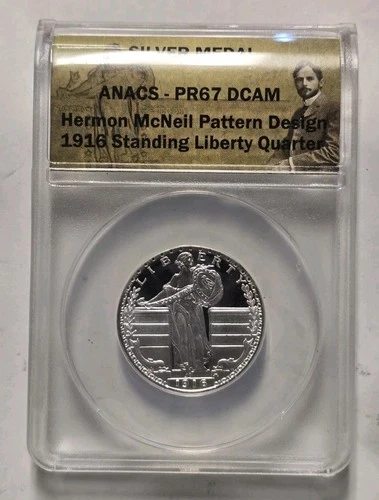 SILVER MEDAL
ANACS - PR67 DCAM
Hermon McNeil Pattern Design
1916 Standing Liberty Quarter
LIBERTY
1916